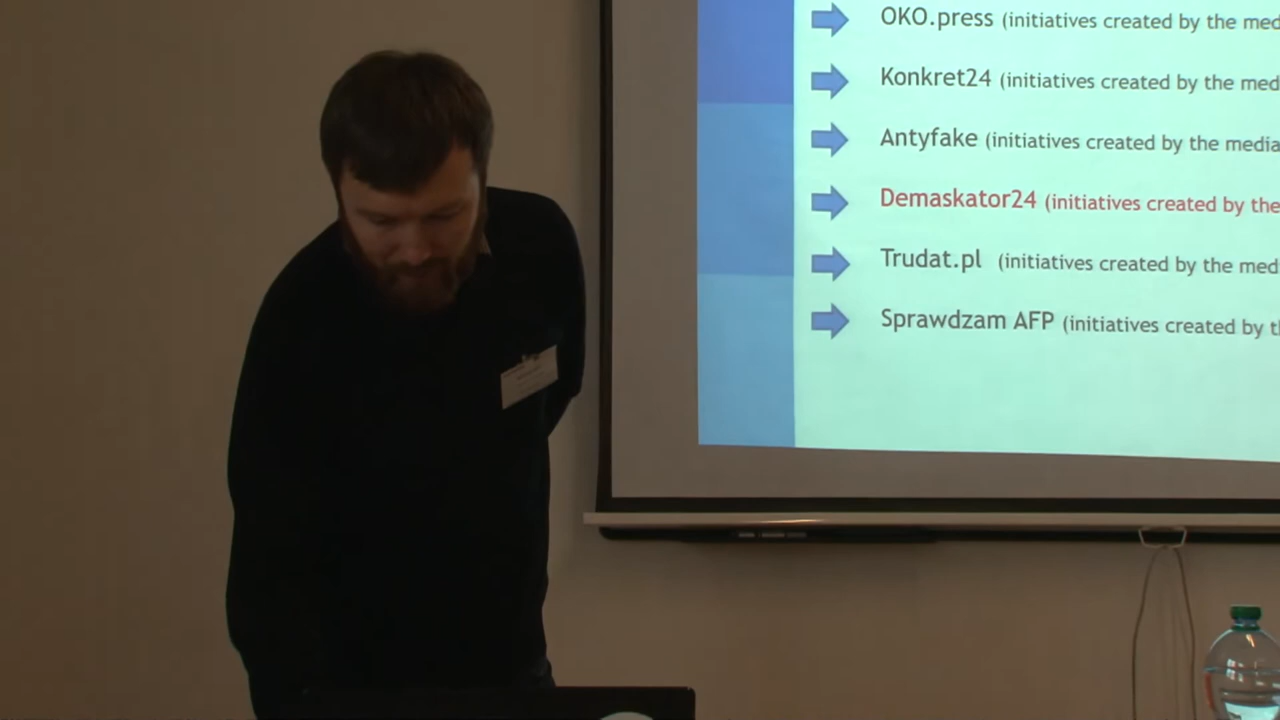 OKO.press (initiatives created by the med
Konkret24 (initiatives created by the med
Antyfake (initiatives created by the media
Demaskator24 (initiatives created by the
Trudat.pl (initiatives created by the med
Sprawdzam AFP (initiatives created by t